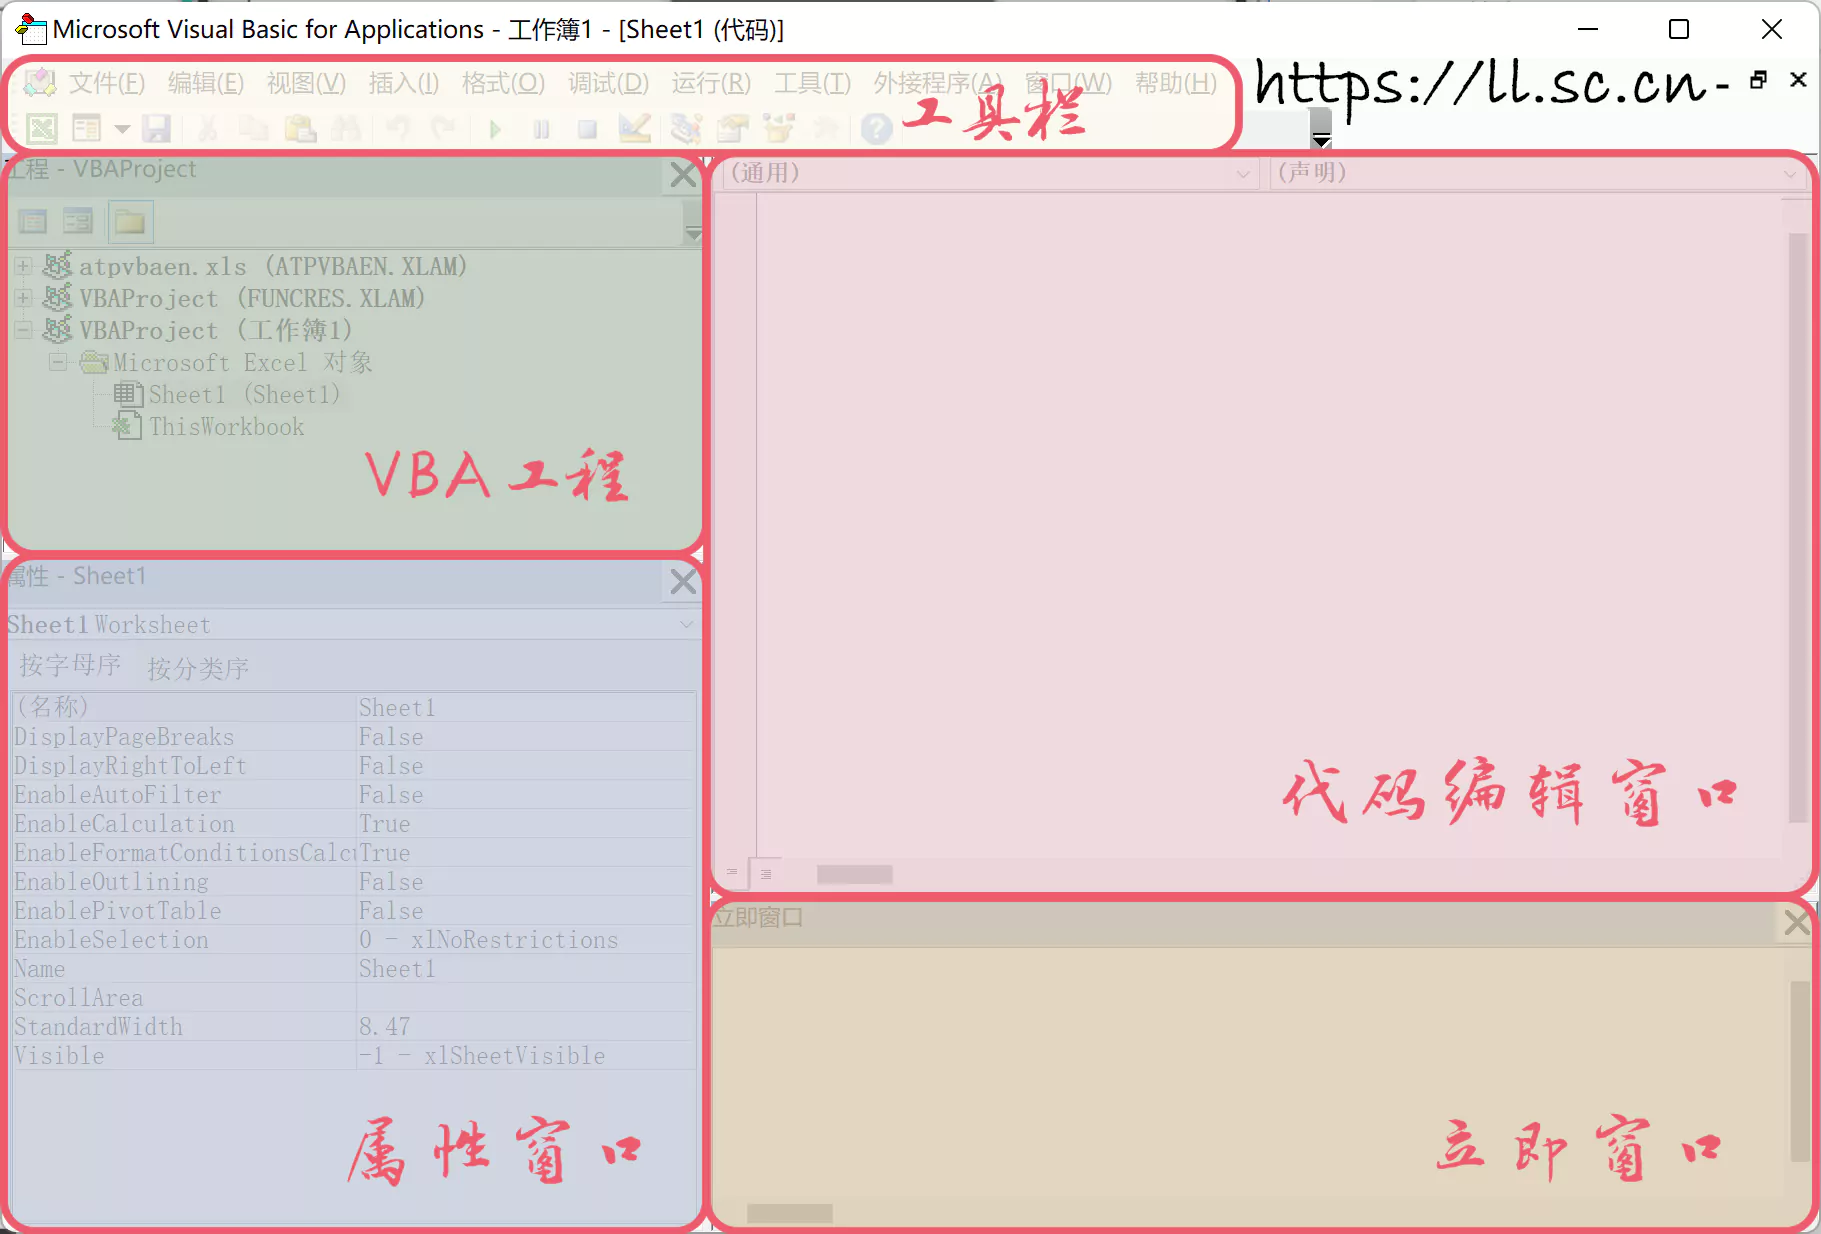 Microsoft Visual Basic for Applications - 工作簿1 - [Sheet1 (代码)]
文件(F) 编辑(E) 视图(V) 插入(I) 格式(O) 调试(D) 运行(R) 工具(T) 外接程序(A) 窗口(W) 帮助(H)
https://ll.sc.cn
工具栏
工程 - VBAProject
atpvbaen.xls (ATPVBAEN.XLAM)
VBAProject (FUNCRES.XLAM)
VBAProject (工作簿1)
Microsoft Excel 对象
Sheet1 (Sheet1)
ThisWorkbook
VBA工程
属性 - Sheet1
Sheet1 Worksheet
按字母序 按分类序
(名称) Sheet1
DisplayPageBreaks False
DisplayRightToLeft False
EnableAutoFilter False
EnableCalculation True
EnableFormatConditionsCalcu True
EnableOutlining False
EnablePivotTable False
EnableSelection 0 - xlNoRestrictions
Name Sheet1
ScrollArea
StandardWidth 8.47
Visible -1 - xlSheetVisible
属性窗口
(通用) (声明)
代码编辑窗口
立即窗口
立即窗口